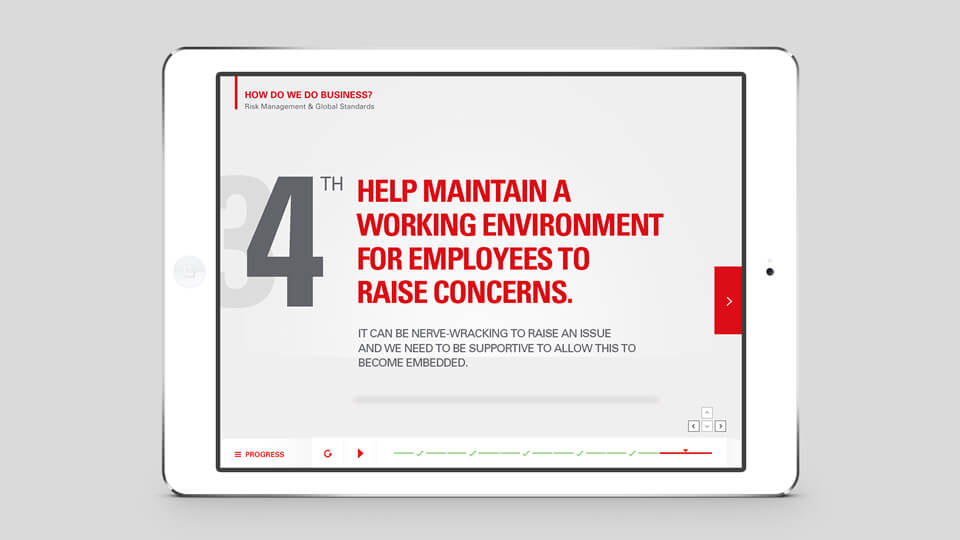 HOW DO WE DO BUSINESS?
Risk Management & Global Standards
3
4TH
HELP MAINTAIN A
WORKING ENVIRONMENT
FOR EMPLOYEES TO
RAISE CONCERNS.
IT CAN BE NERVE-WRACKING TO RAISE AN ISSUE
AND WE NEED TO BE SUPPORTIVE TO ALLOW THIS TO
BECOME EMBEDDED.
PROGRESS